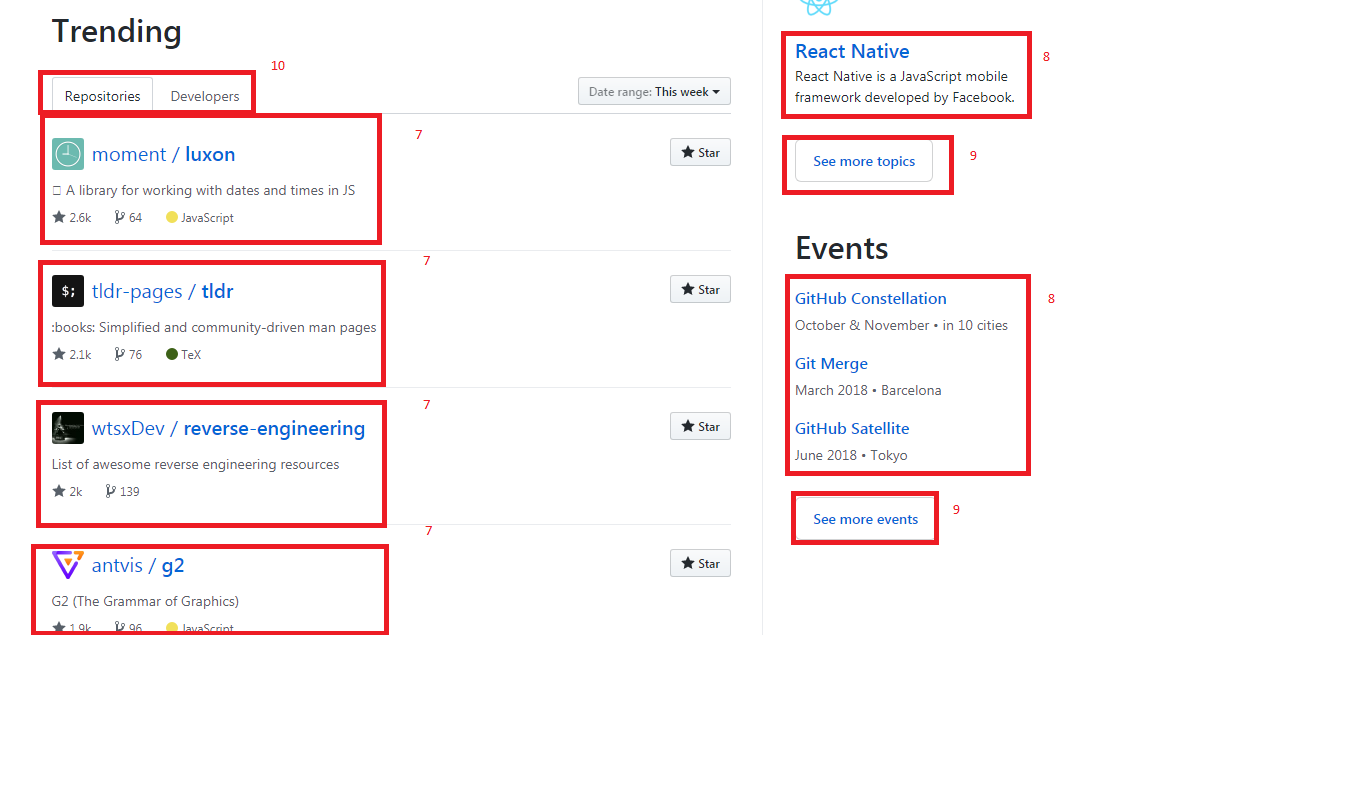 Trending
10
Repositories Developers
Date range: This week
7
moment / luxon
Star
A library for working with dates and times in JS
2.6k 64 JavaScript
7
tldr-pages / tldr
Star
:books: Simplified and community-driven man pages
2.1k 76 TeX
7
wtsxDev / reverse-engineering
Star
List of awesome reverse engineering resources
2k 139
7
antvis / g2
Star
G2 (The Grammar of Graphics)
1.9k 96 JavaScript
React Native
8
React Native is a JavaScript mobile
framework developed by Facebook.
See more topics
9
Events
GitHub Constellation
8
October & November • in 10 cities
Git Merge
March 2018 • Barcelona
GitHub Satellite
June 2018 • Tokyo
See more events
9
$;